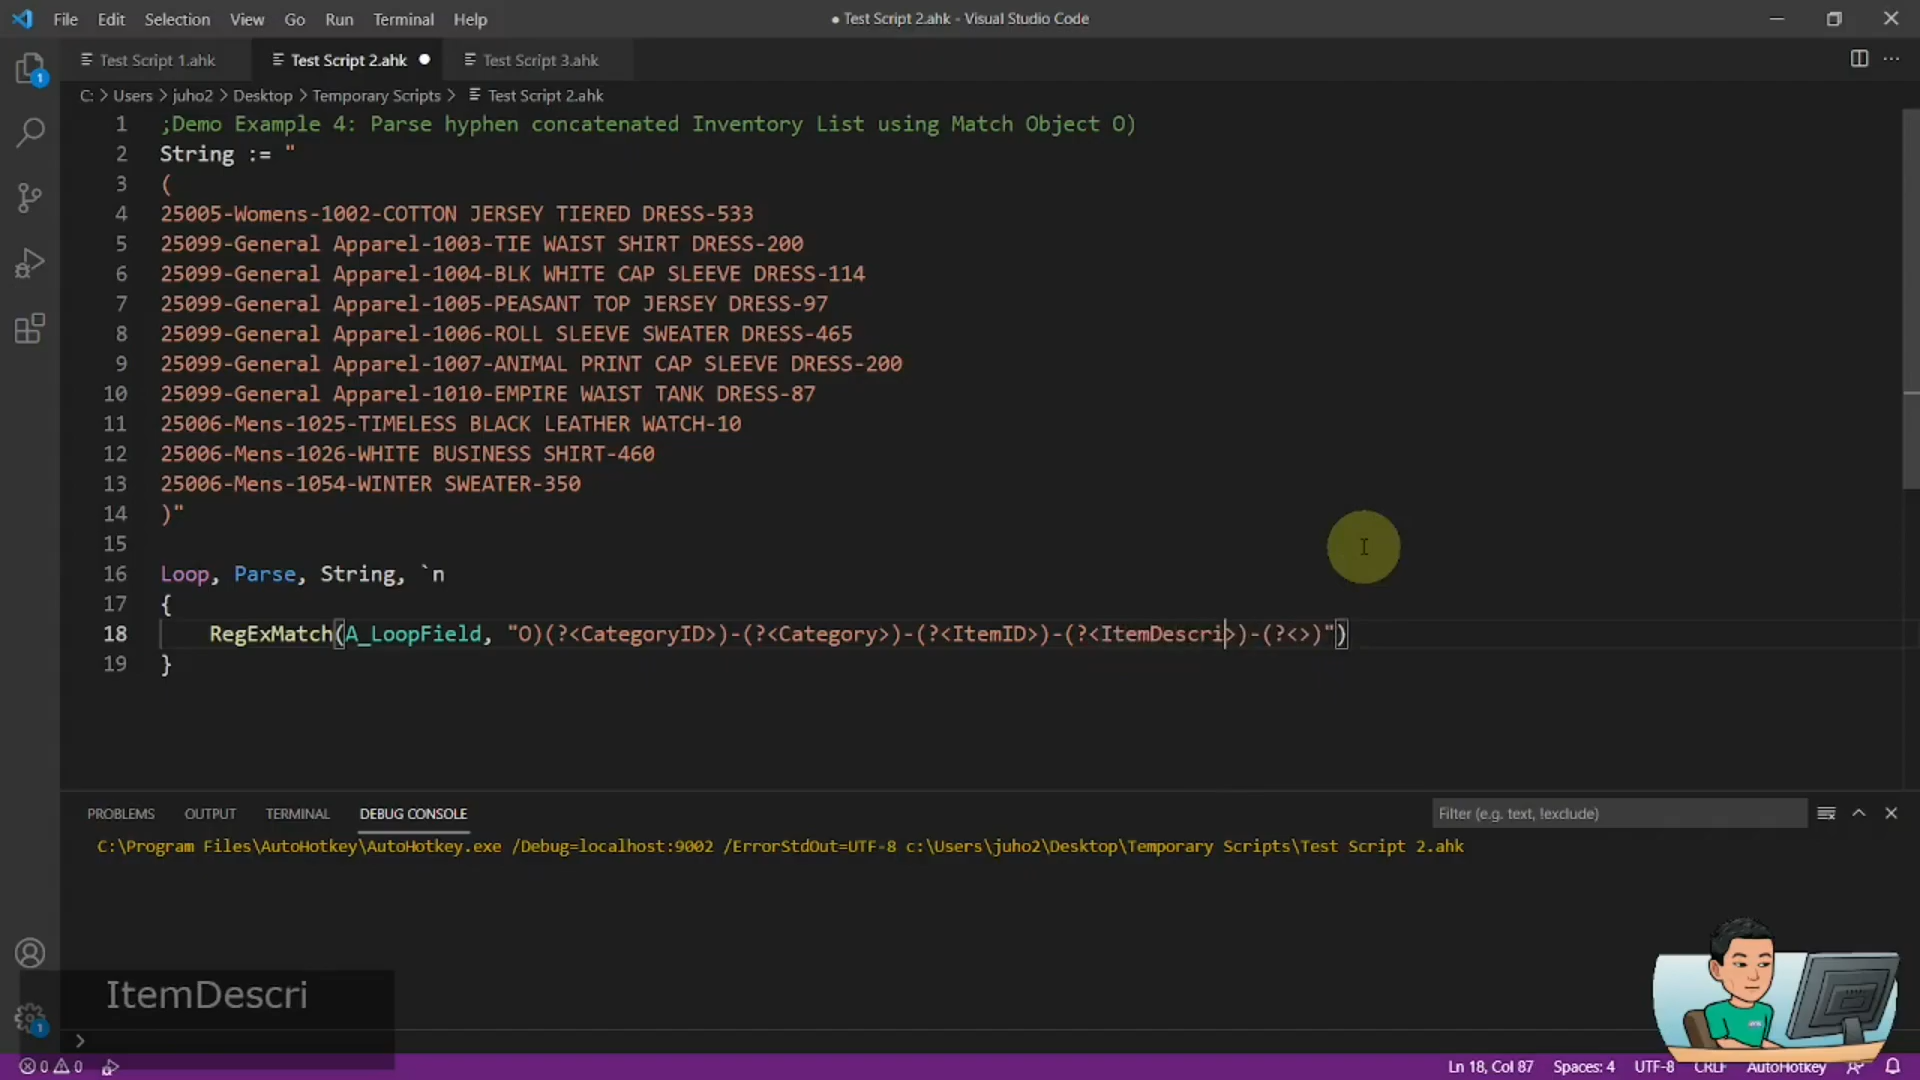 File Edit Selection View Go Run Terminal Help
● Test Script 2.ahk - Visual Studio Code
Test Script 1.ahk
Test Script 2.ahk ●
Test Script 3.ahk
C: > Users > juho2 > Desktop > Temporary Scripts > Test Script 2.ahk
1 ;Demo Example 4: Parse hyphen concatenated Inventory List using Match Object O)
2 String := "
3 (
4 25005-Womens-1002-COTTON JERSEY TIERED DRESS-533
5 25099-General Apparel-1003-TIE WAIST SHIRT DRESS-200
6 25099-General Apparel-1004-BLK WHITE CAP SLEEVE DRESS-114
7 25099-General Apparel-1005-PEASANT TOP JERSEY DRESS-97
8 25099-General Apparel-1006-ROLL SLEEVE SWEATER DRESS-465
9 25099-General Apparel-1007-ANIMAL PRINT CAP SLEEVE DRESS-200
10 25099-General Apparel-1010-EMPIRE WAIST TANK DRESS-87
11 25006-Mens-1025-TIMELESS BLACK LEATHER WATCH-10
12 25006-Mens-1026-WHITE BUSINESS SHIRT-460
13 25006-Mens-1054-WINTER SWEATER-350
14 )"
15
16 Loop, Parse, String, `n
17 {
18 RegExMatch(A_LoopField, "O)(?<CategoryID>)-(?<Category>)-(?<ItemID>)-(?<ItemDescri>)-(?<>)")
19 }
PROBLEMS OUTPUT TERMINAL DEBUG CONSOLE
Filter (e.g. text, !exclude)
C:\Program Files\AutoHotkey\AutoHotkey.exe /Debug=localhost:9002 /ErrorStdOut=UTF-8 c:\Users\juho2\Desktop\Temporary Scripts\Test Script 2.ahk
1
ItemDescri
1
>
0 0
Ln 18, Col 87 Spaces: 4 UTF-8 CRLF AutoHotkey